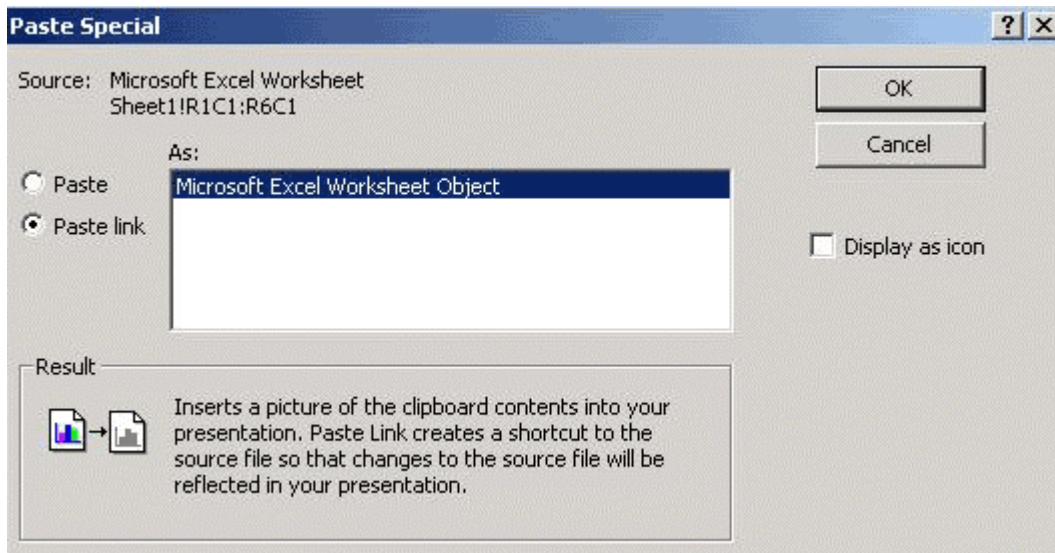 Paste Special
Source: Microsoft Excel Worksheet
Sheet1!R1C1:R6C1
OK
Cancel
As:
Paste
Microsoft Excel Worksheet Object
Paste link
Display as icon
Result
Inserts a picture of the clipboard contents into your
presentation. Paste Link creates a shortcut to the
source file so that changes to the source file will be
reflected in your presentation.